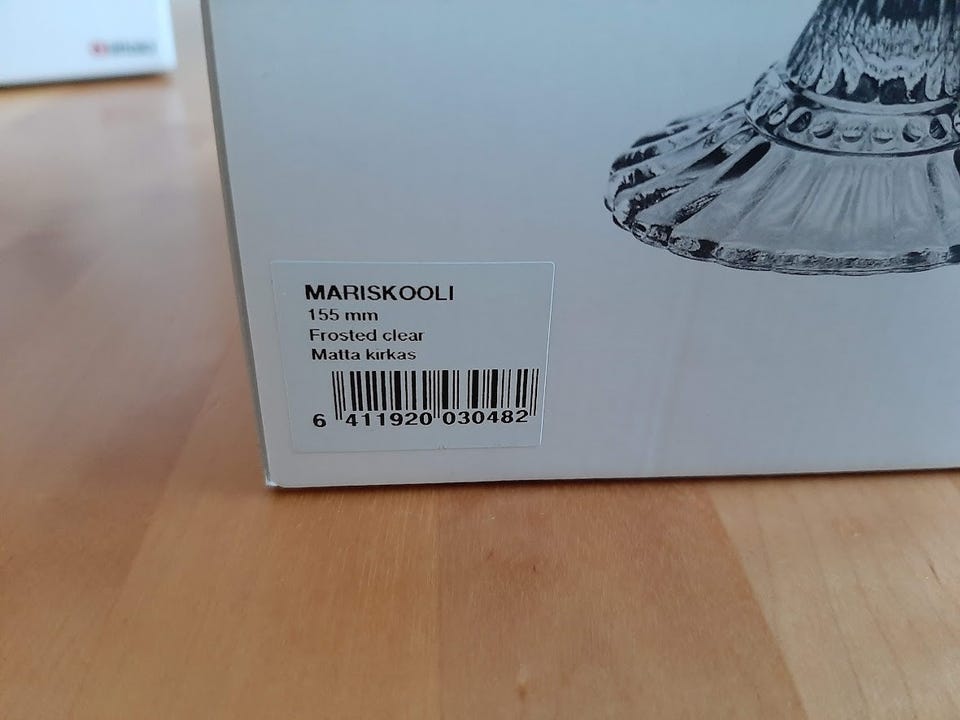 MARISKOOLI
155 mm
Frosted clear
Matta kirkas
6 411920 030482